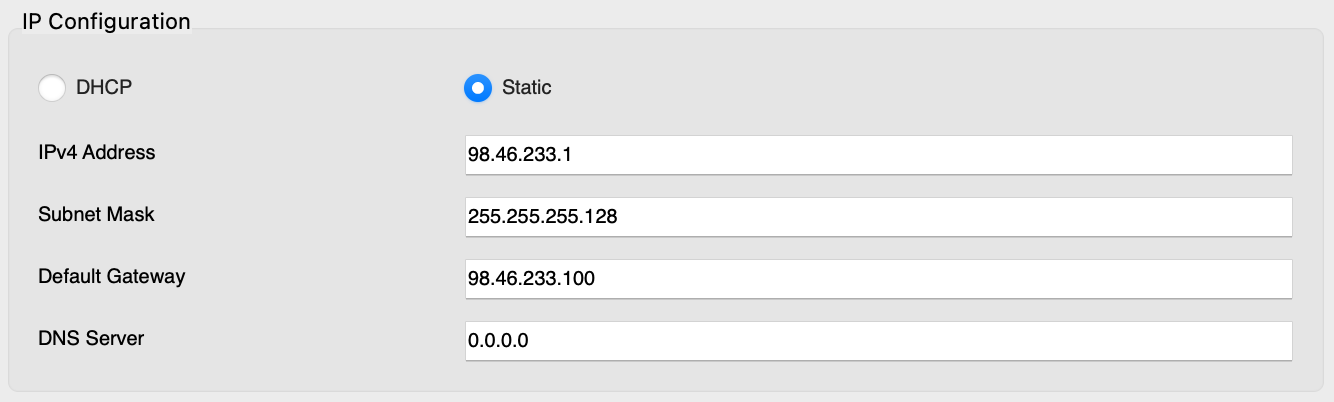 IP Configuration
DHCP Static
IPv4 Address 98.46.233.1
Subnet Mask 255.255.255.128
Default Gateway 98.46.233.100
DNS Server 0.0.0.0